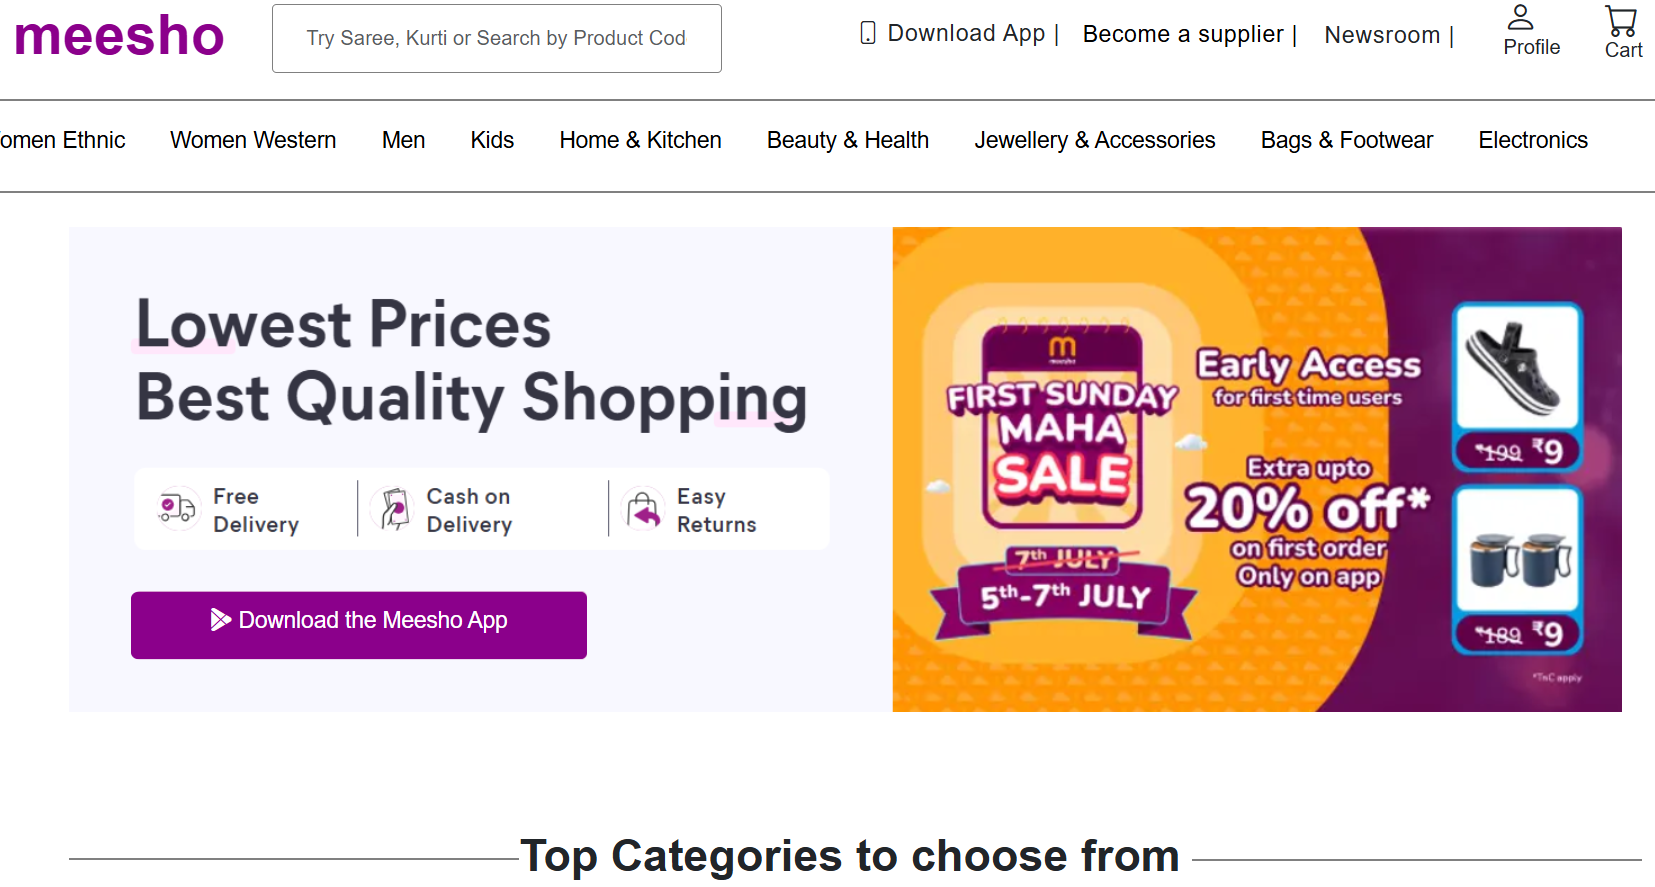 meesho
Try Saree, Kurti or Search by Product Cod
Download App |
Become a supplier |
Newsroom |
Profile
Cart
omen Ethnic
Women Western
Men
Kids
Home & Kitchen
Beauty & Health
Jewellery & Accessories
Bags & Footwear
Electronics
Lowest Prices
Best Quality Shopping
Free
Delivery
Cash on
Delivery
Easy
Returns
Download the Meesho App
m
meesho
FIRST SUNDAY
MAHA
SALE
7th JULY
5th-7th JULY
Early Access
for first time users
Extra upto
20% off*
on first order
Only on app
₹199 ₹9
₹189 ₹9
*TnC apply
Top Categories to choose from